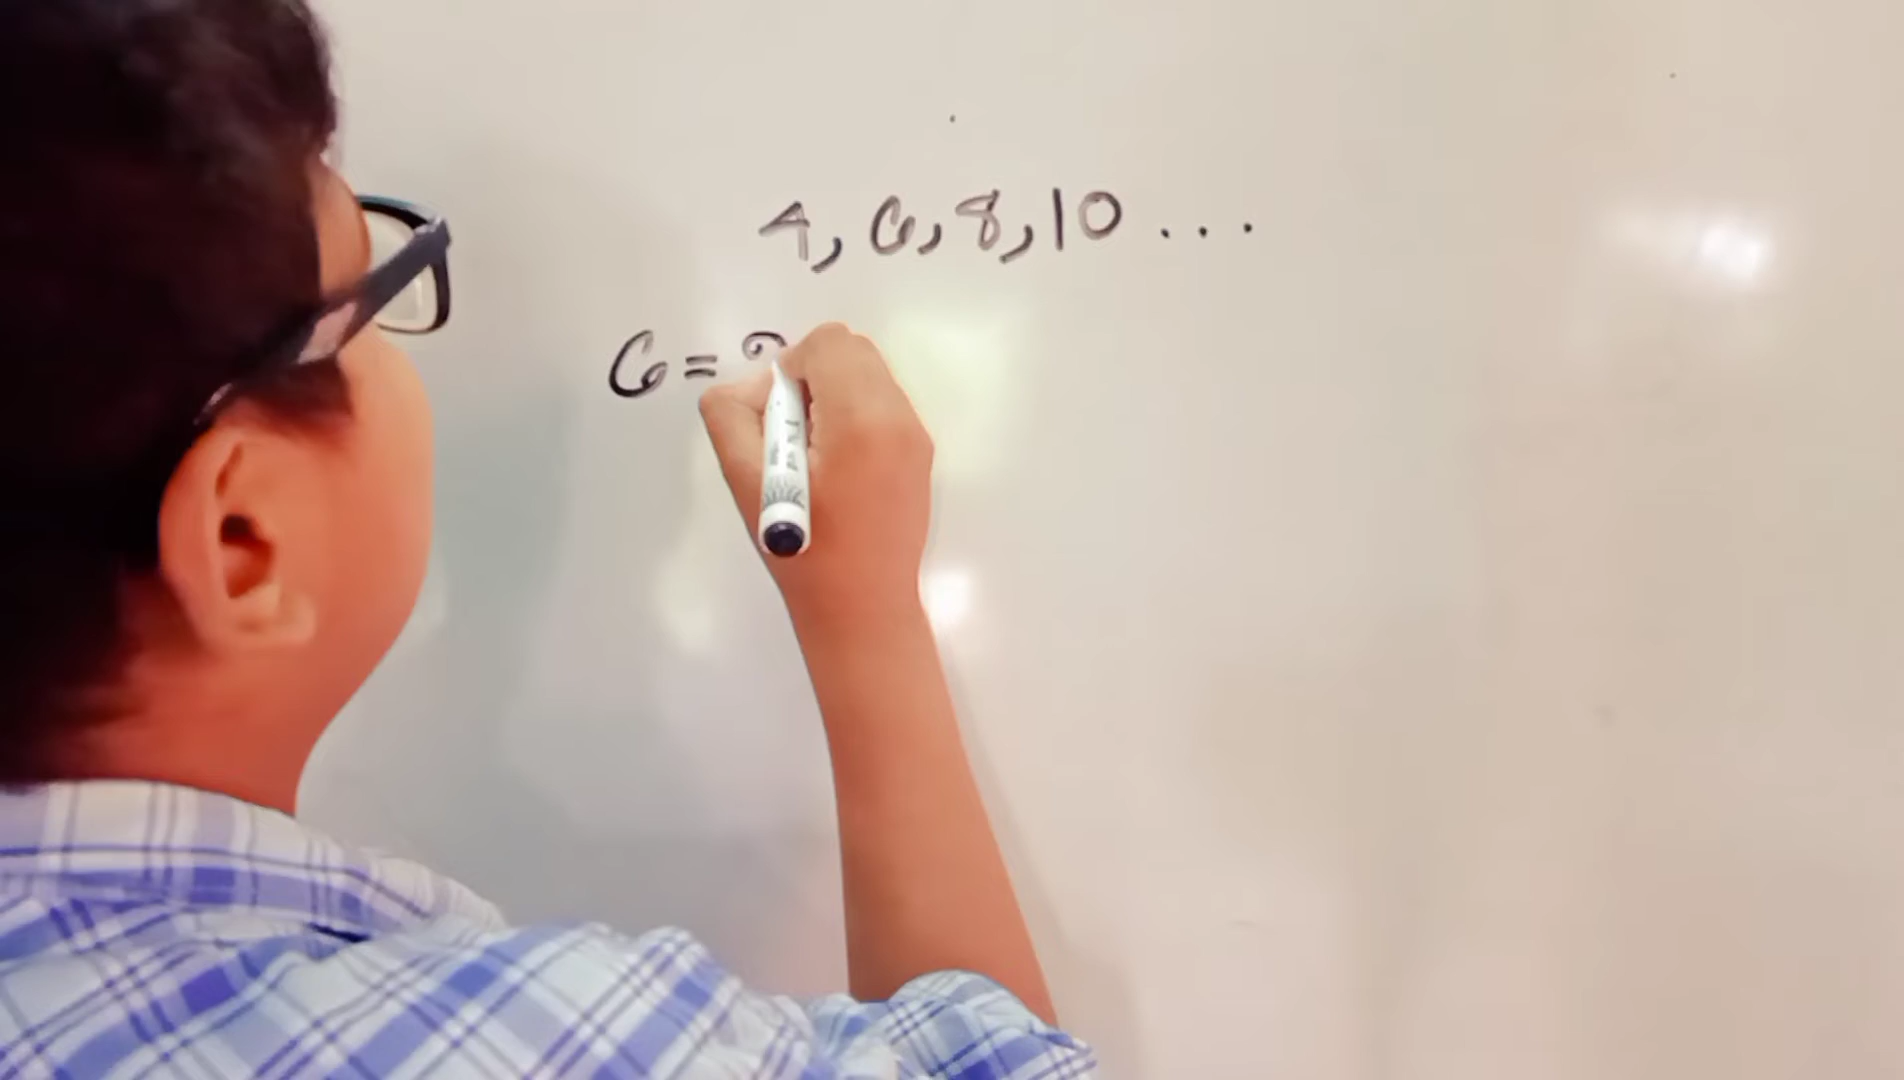 4, 6, 8, 10 ...
6 =